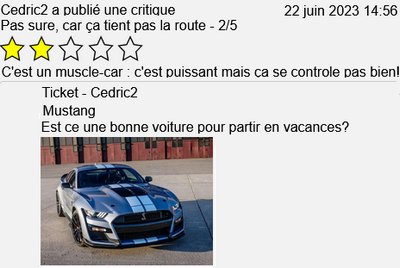 Cedric2 a publié une critique
22 juin 2023 14:56
Pas sure, car ça tient pas la route - 2/5
C'est un muscle-car : c'est puissant mais ca se controle pas bien!
Ticket - Cedric2
Mustang
Est ce une bonne voiture pour partir en vacances?